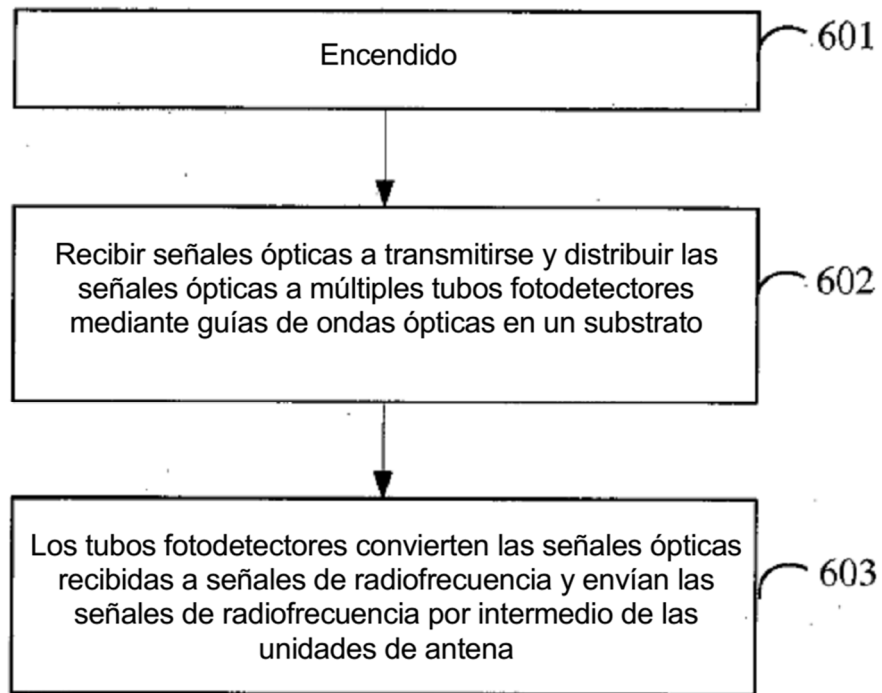 Encendido
601
Recibir señales ópticas a transmitirse y distribuir las
señales ópticas a múltiples tubos fotodetectores
mediante guías de ondas ópticas en un substrato
602
Los tubos fotodetectores convierten las señales ópticas
recibidas a señales de radiofrecuencia y envían las
señales de radiofrecuencia por intermedio de las
unidades de antena
603